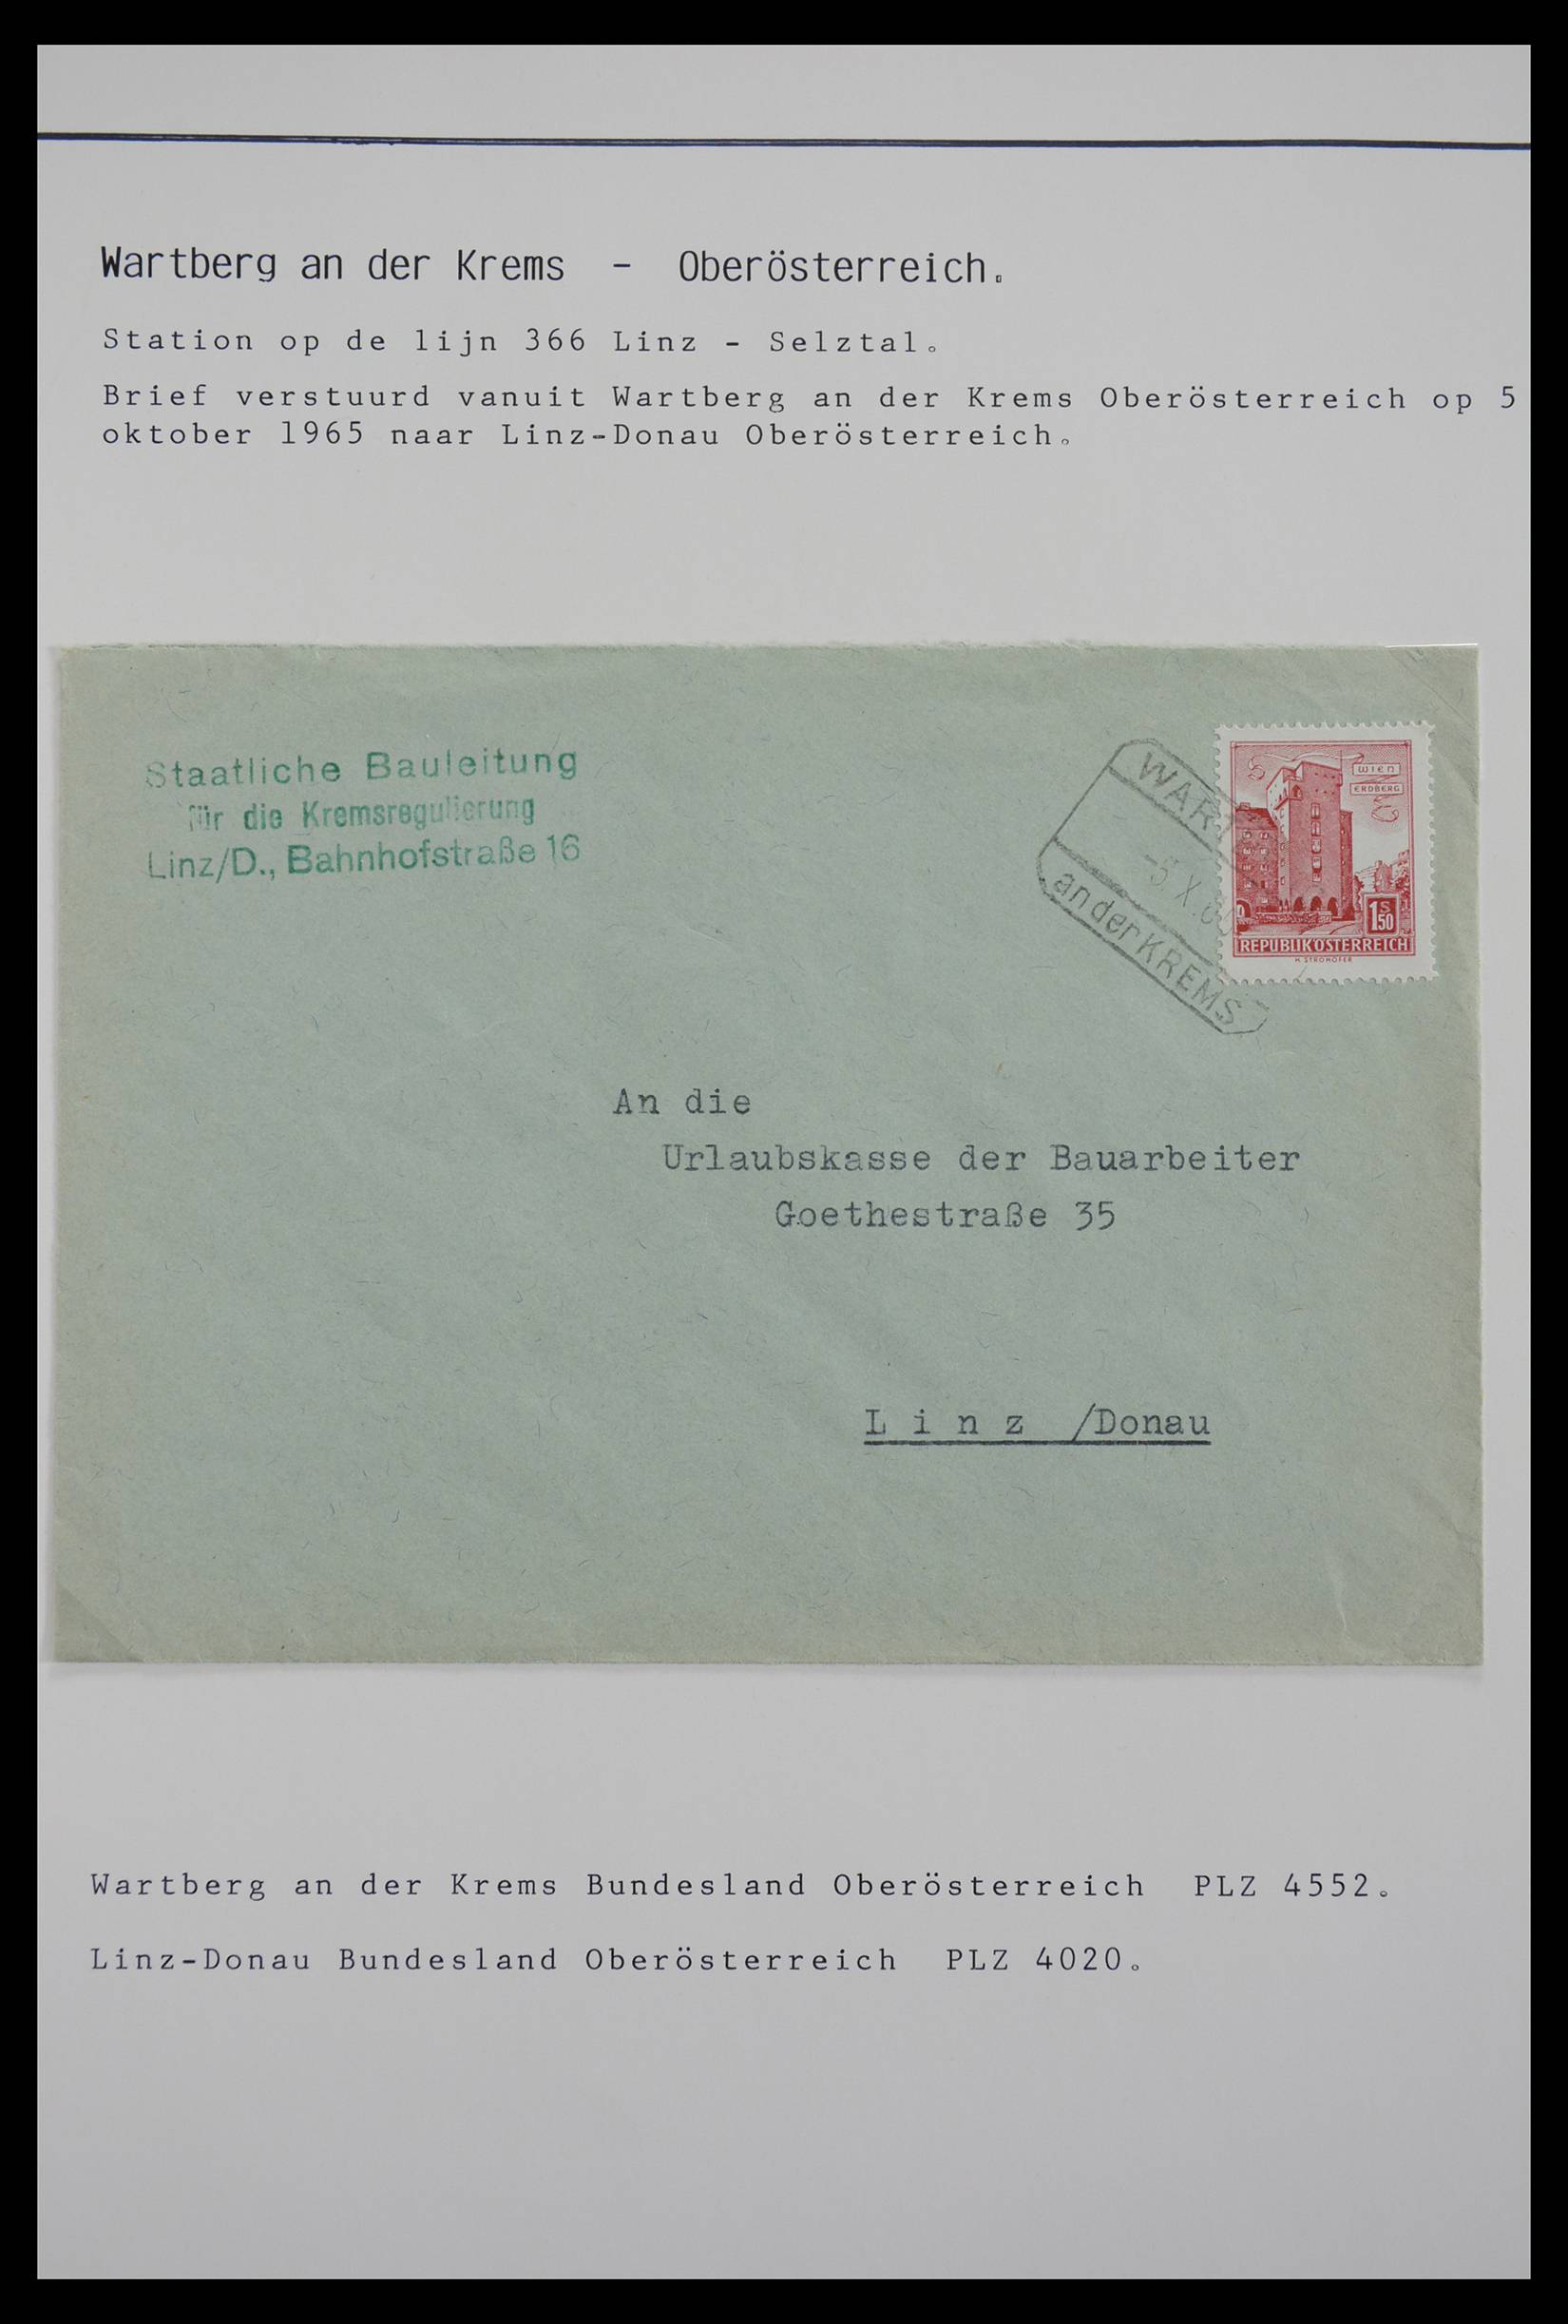 Wartberg an der Krems - Oberösterreich.
Station op de lijn 366 Linz - Selztal.
Brief verstuurd vanuit Wartberg an der Krems Oberösterreich op 5
oktober 1965 naar Linz-Donau Oberösterreich.
Staatliche Bauleitung
für die Kremsregulierung
Linz/D., Bahnhofstraße 16
-5.X.
an der KREMS
WIEN
ERDBERG
S
1 50
REPUBLIK ÖSTERREICH
H. STROHOFER
An die
Urlaubskasse der Bauarbeiter
Goethestraße 35
L i n z /Donau
Wartberg an der Krems Bundesland Oberösterreich PLZ 4552.
Linz-Donau Bundesland Oberösterreich PLZ 4020.